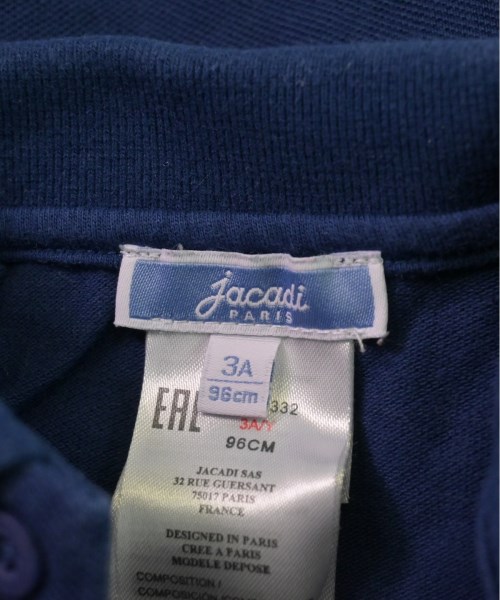 jacadi
PARIS
3A
96cm
EAC
332
3A/Y
96CM
JACADI SAS
32 RUE GUERSANT
75017 PARIS
FRANCE
DESIGNED IN PARIS
CREE A PARIS
MODELE DEPOSE
COMPOSITION /
COMPOSICION /